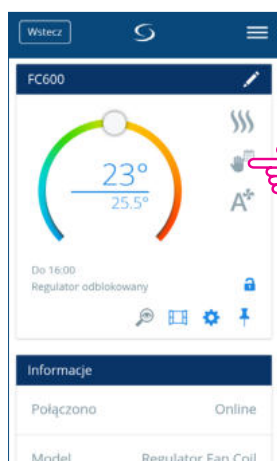 Wstecz
FC600
23°
25.5°
A
Do 16:00
Regulator odblokowany
Informacje
Połączono Online
Model Regulator Fan Coil